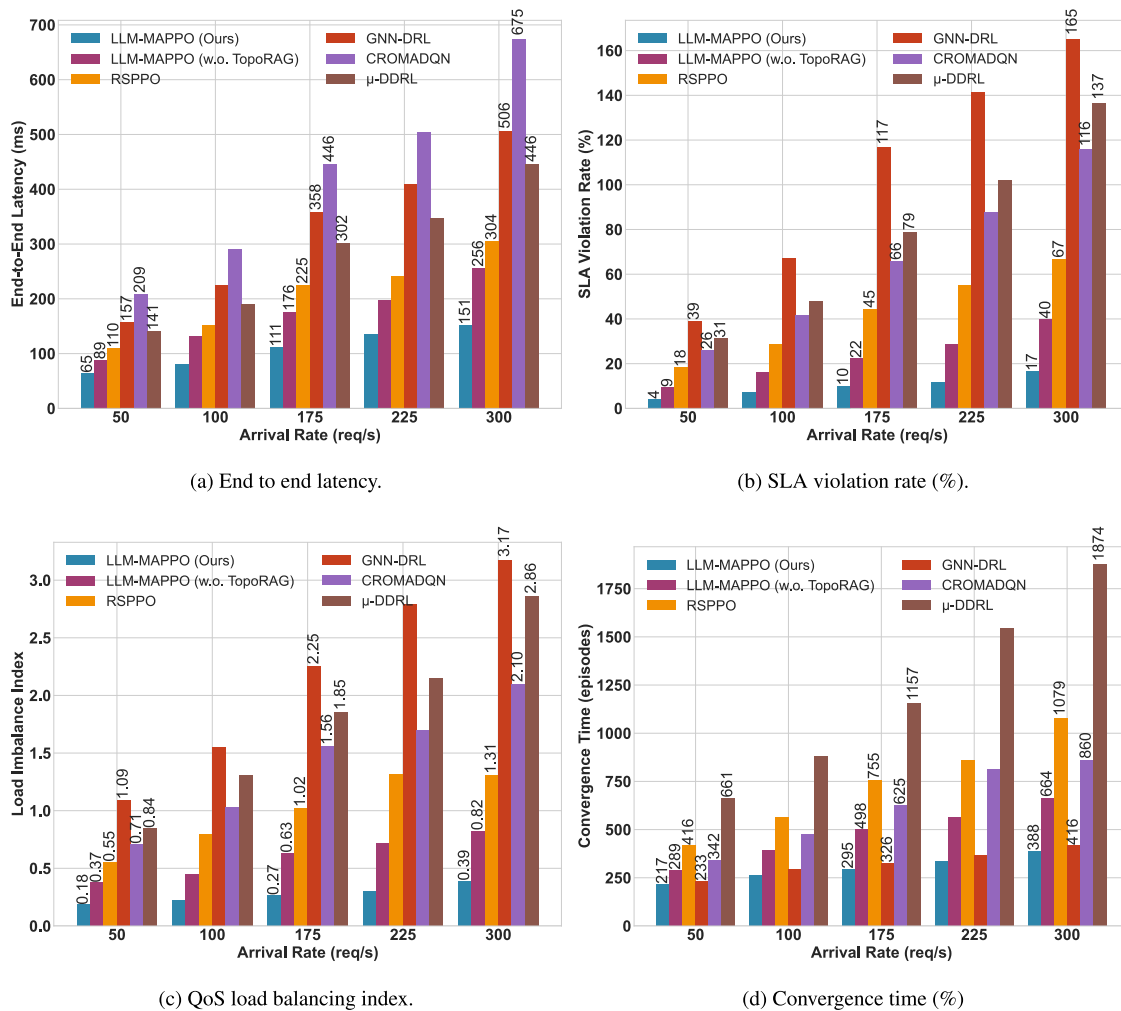 LLM-MAPPO (Ours)
LLM-MAPPO (w.o. TopoRAG)
RSPPO
GNN-DRL
CROMADQN
μ-DDRL
End-to-End Latency (ms)
700
600
500
400
300
200
100
0
65 89 110 157 209 141
111 176 225 358 446 302
151 256 304 506 675 446
50 100 175 225 300
Arrival Rate (req/s)
(a) End to end latency.
LLM-MAPPO (Ours)
LLM-MAPPO (w.o. TopoRAG)
RSPPO
GNN-DRL
CROMADQN
μ-DDRL
SLA Violation Rate (%)
160
140
120
100
80
60
40
20
0
4 9 18 39 26 31
10 22 45 117 66 79
17 40 67 165 116 137
50 100 175 225 300
Arrival Rate (req/s)
(b) SLA violation rate (%).
LLM-MAPPO (Ours)
LLM-MAPPO (w.o. TopoRAG)
RSPPO
GNN-DRL
CROMADQN
μ-DDRL
Load Imbalance Index
3.0
2.5
2.0
1.5
1.0
0.5
0.0
0.18 0.37 0.55 1.09 0.71 0.84
0.27 0.63 1.02 2.25 1.56 1.85
0.39 0.82 1.31 3.17 2.10 2.86
50 100 175 225 300
Arrival Rate (req/s)
(c) QoS load balancing index.
LLM-MAPPO (Ours)
LLM-MAPPO (w.o. TopoRAG)
RSPPO
GNN-DRL
CROMADQN
μ-DDRL
Convergence Time (episodes)
1750
1500
1250
1000
750
500
250
0
217 289 416 233 342 661
295 498 755 326 625 1157
388 664 1079 416 860 1874
50 100 175 225 300
Arrival Rate (req/s)
(d) Convergence time (%)